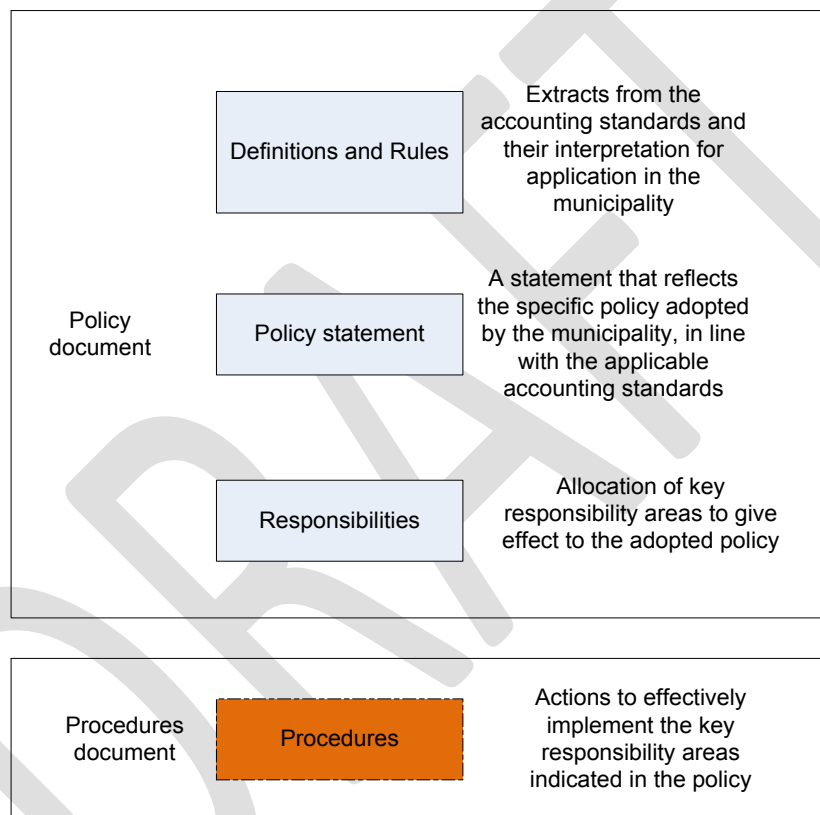 Definitions and Rules
Extracts from the
accounting standards and
their interpretation for
application in the
municipality
Policy
document
Policy statement
A statement that reflects
the specific policy adopted
by the municipality, in line
with the applicable
accounting standards
Responsibilities
Allocation of key
responsibility areas to give
effect to the adopted policy
Procedures
document
Procedures
Actions to effectively
implement the key
responsibility areas
indicated in the policy
DRAFT